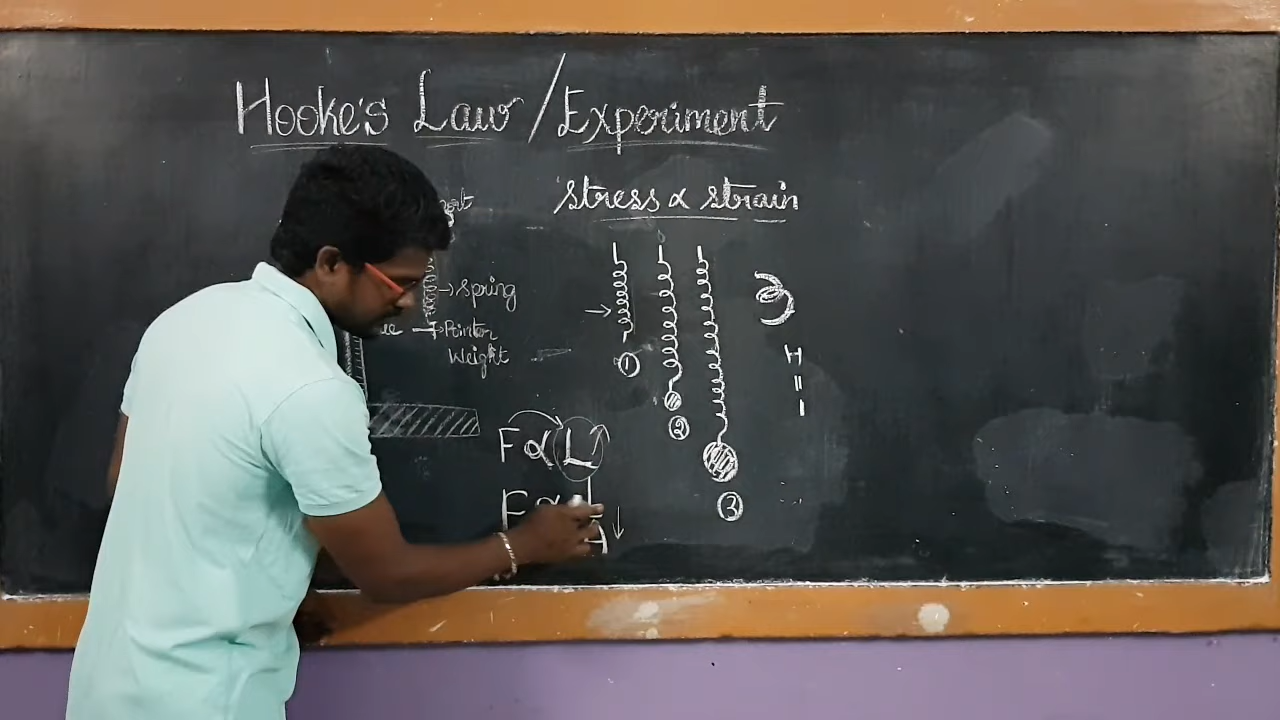 Hooke's Law / Experiment
Stress ∝ strain
→ Spring
→ Pointer
Weight
①
②
③
F ∝ L
F ∝